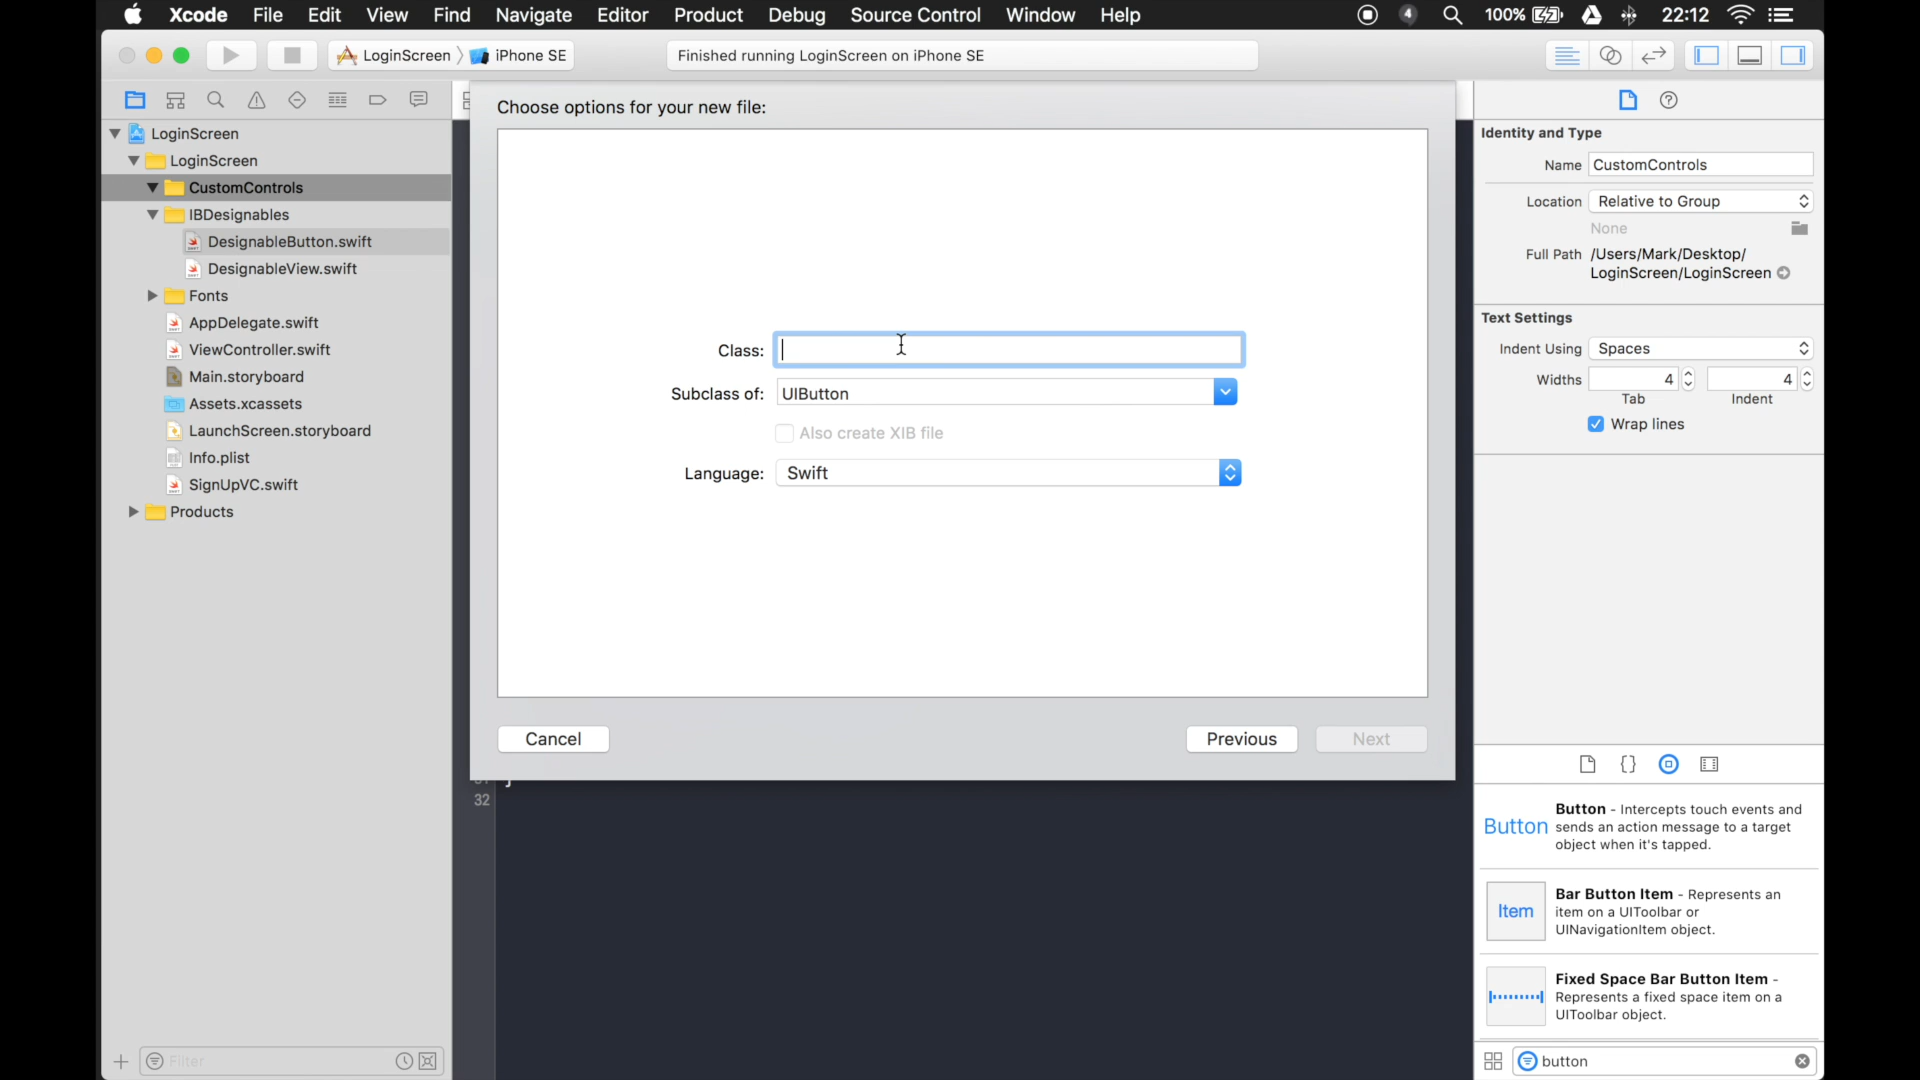 Xcode File Edit View Find Navigate Editor Product Debug Source Control Window Help 4 100% 22:12
LoginScreen iPhone SE Finished running LoginScreen on iPhone SE
Choose options for your new file:
LoginScreen
LoginScreen
CustomControls
IBDesignables
DesignableButton.swift
DesignableView.swift
Fonts
AppDelegate.swift
ViewController.swift
Main.storyboard
Assets.xcassets
LaunchScreen.storyboard
Info.plist
SignUpVC.swift
Products
Filter
Class:
Subclass of: UIButton
Also create XIB file
Language: Swift
Cancel Previous Next
32
Identity and Type
Name CustomControls
Location Relative to Group
None
Full Path /Users/Mark/Desktop/
LoginScreen/LoginScreen
Text Settings
Indent Using Spaces
Widths 4 4
Tab Indent
Wrap lines
Button Button - Intercepts touch events and
sends an action message to a target
object when it's tapped.
Item Bar Button Item - Represents an
item on a UIToolbar or
UINavigationItem object.
Fixed Space Bar Button Item -
Represents a fixed space item on a
UIToolbar object.
button